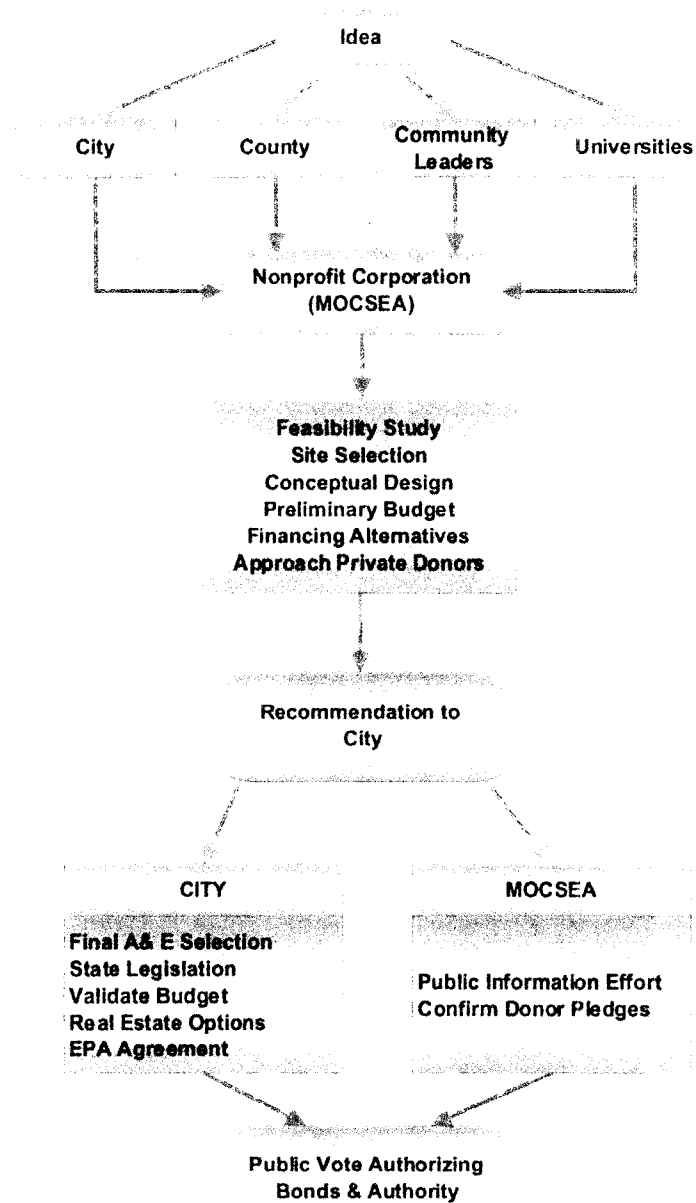 Idea
City
County
Community
Leaders
Universities
Nonprofit Corporation
(MOCSEA)
Feasibility Study
Site Selection
Conceptual Design
Preliminary Budget
Financing Alternatives
Approach Private Donors
Recommendation to
City
CITY
Final A& E Selection
State Legislation
Validate Budget
Real Estate Options
EPA Agreement
MOCSEA
Public Information Effort
Confirm Donor Pledges
Public Vote Authorizing
Bonds & Authority